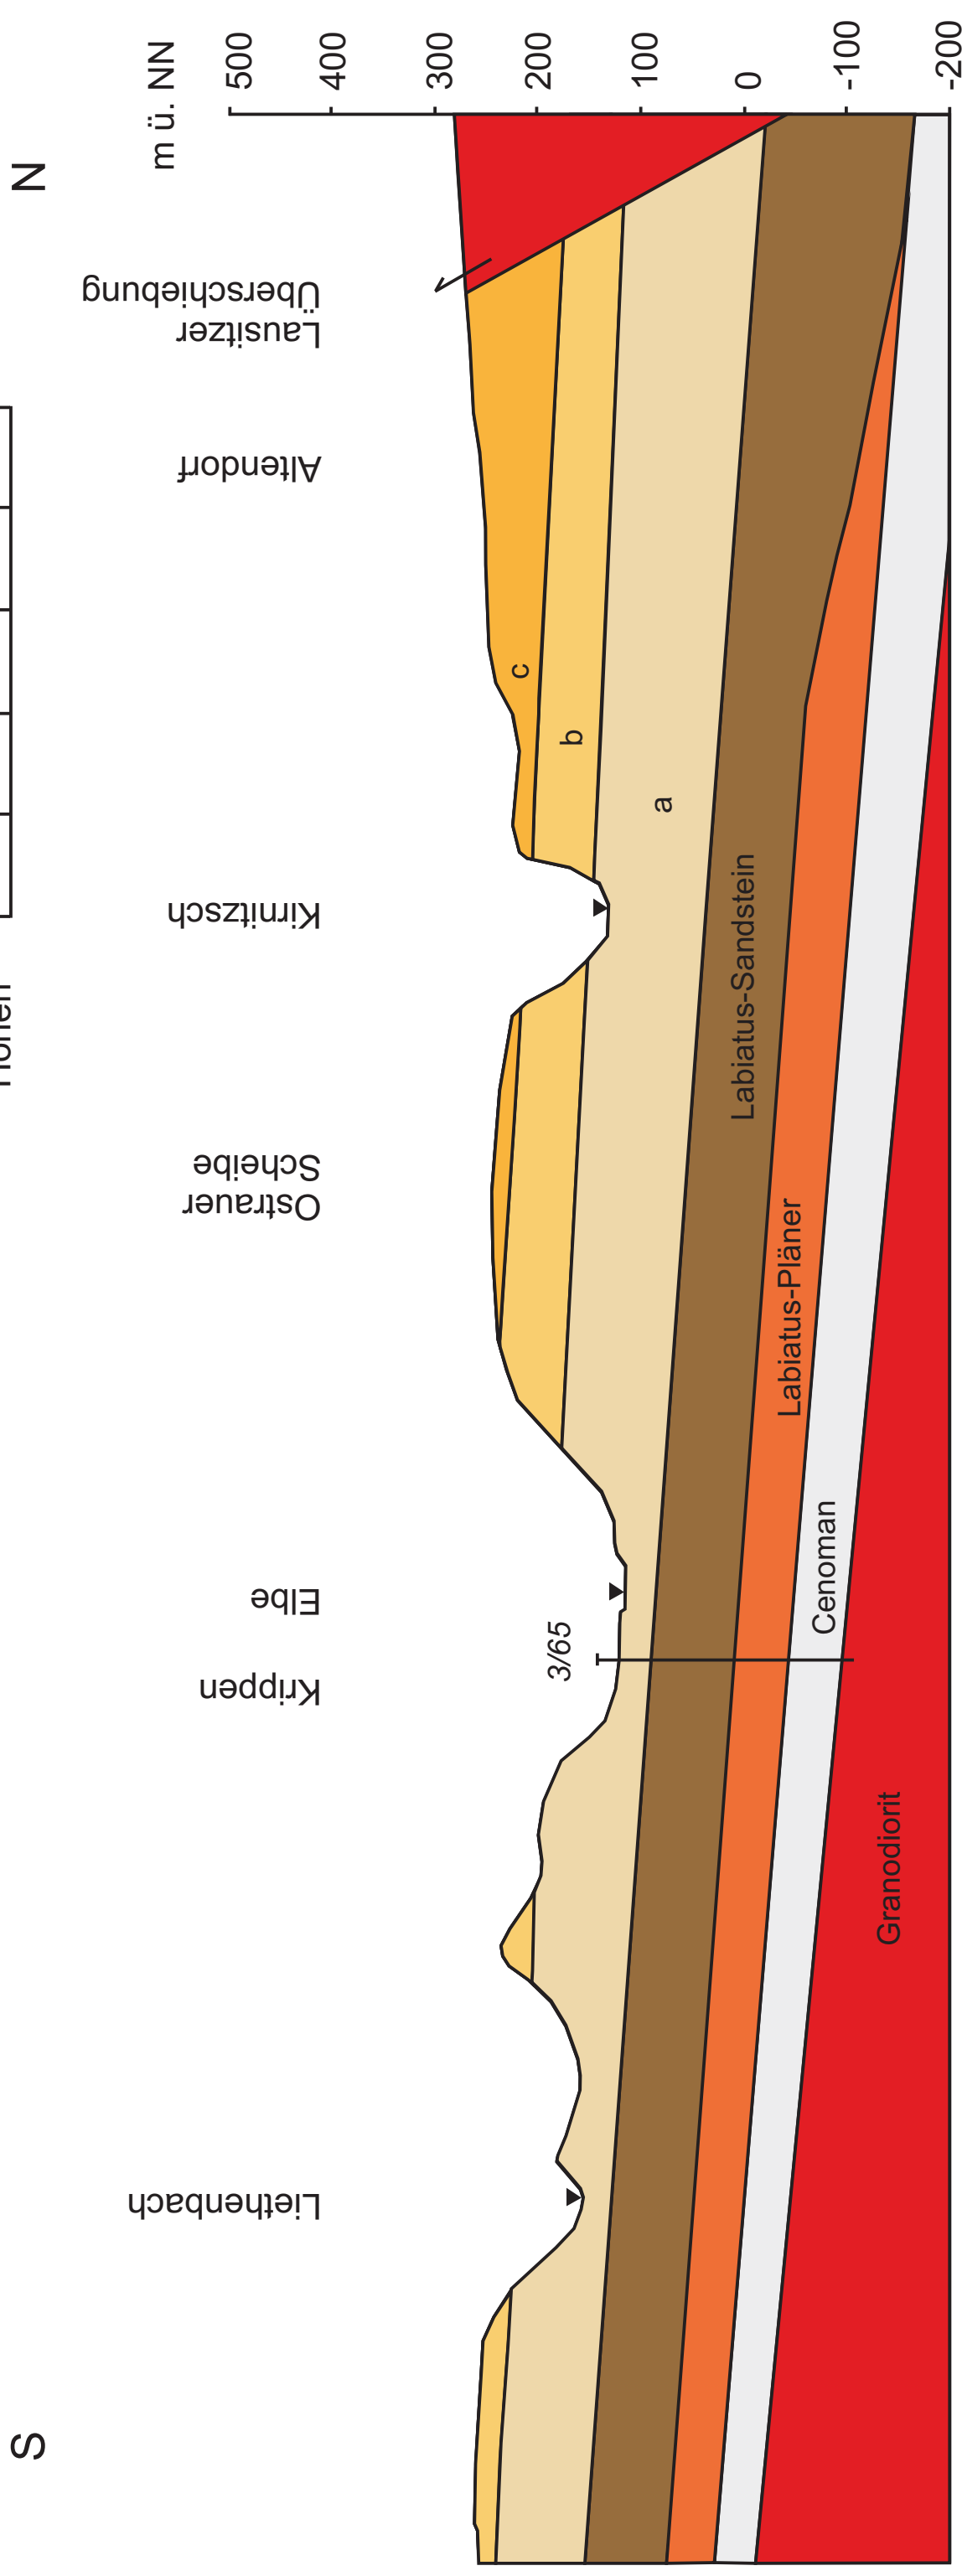 S
N
m ü. NN
500
400
300
200
100
0
-100
-200
Liethenbach
Krippen
Elbe
Ostrauer
Scheibe
Kirnitzsch
Altendorf
Lausitzer
Überschiebung
3/65
c
b
a
Labiatus-Sandstein
Labiatus-Pläner
Cenoman
Granodiorit